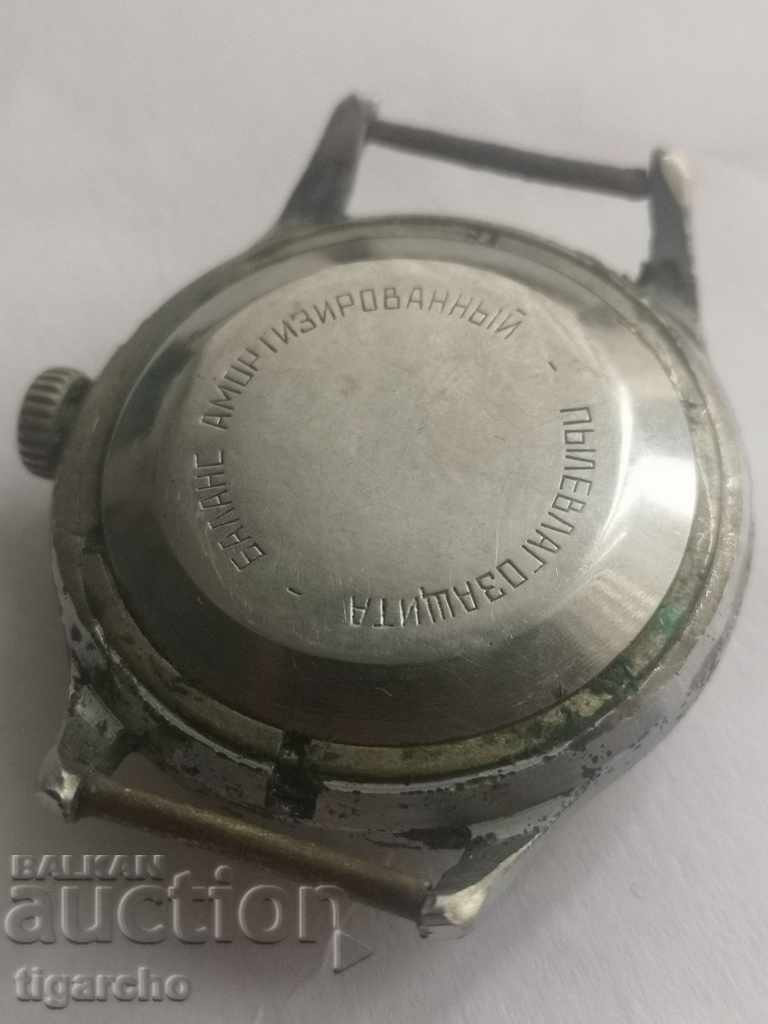 БАЛАНС АМОРТИЗИРОВАННЫЙ - ПЫЛЕВЛАГОЗАЩИТА -
BALKAN
auction
tigarcho